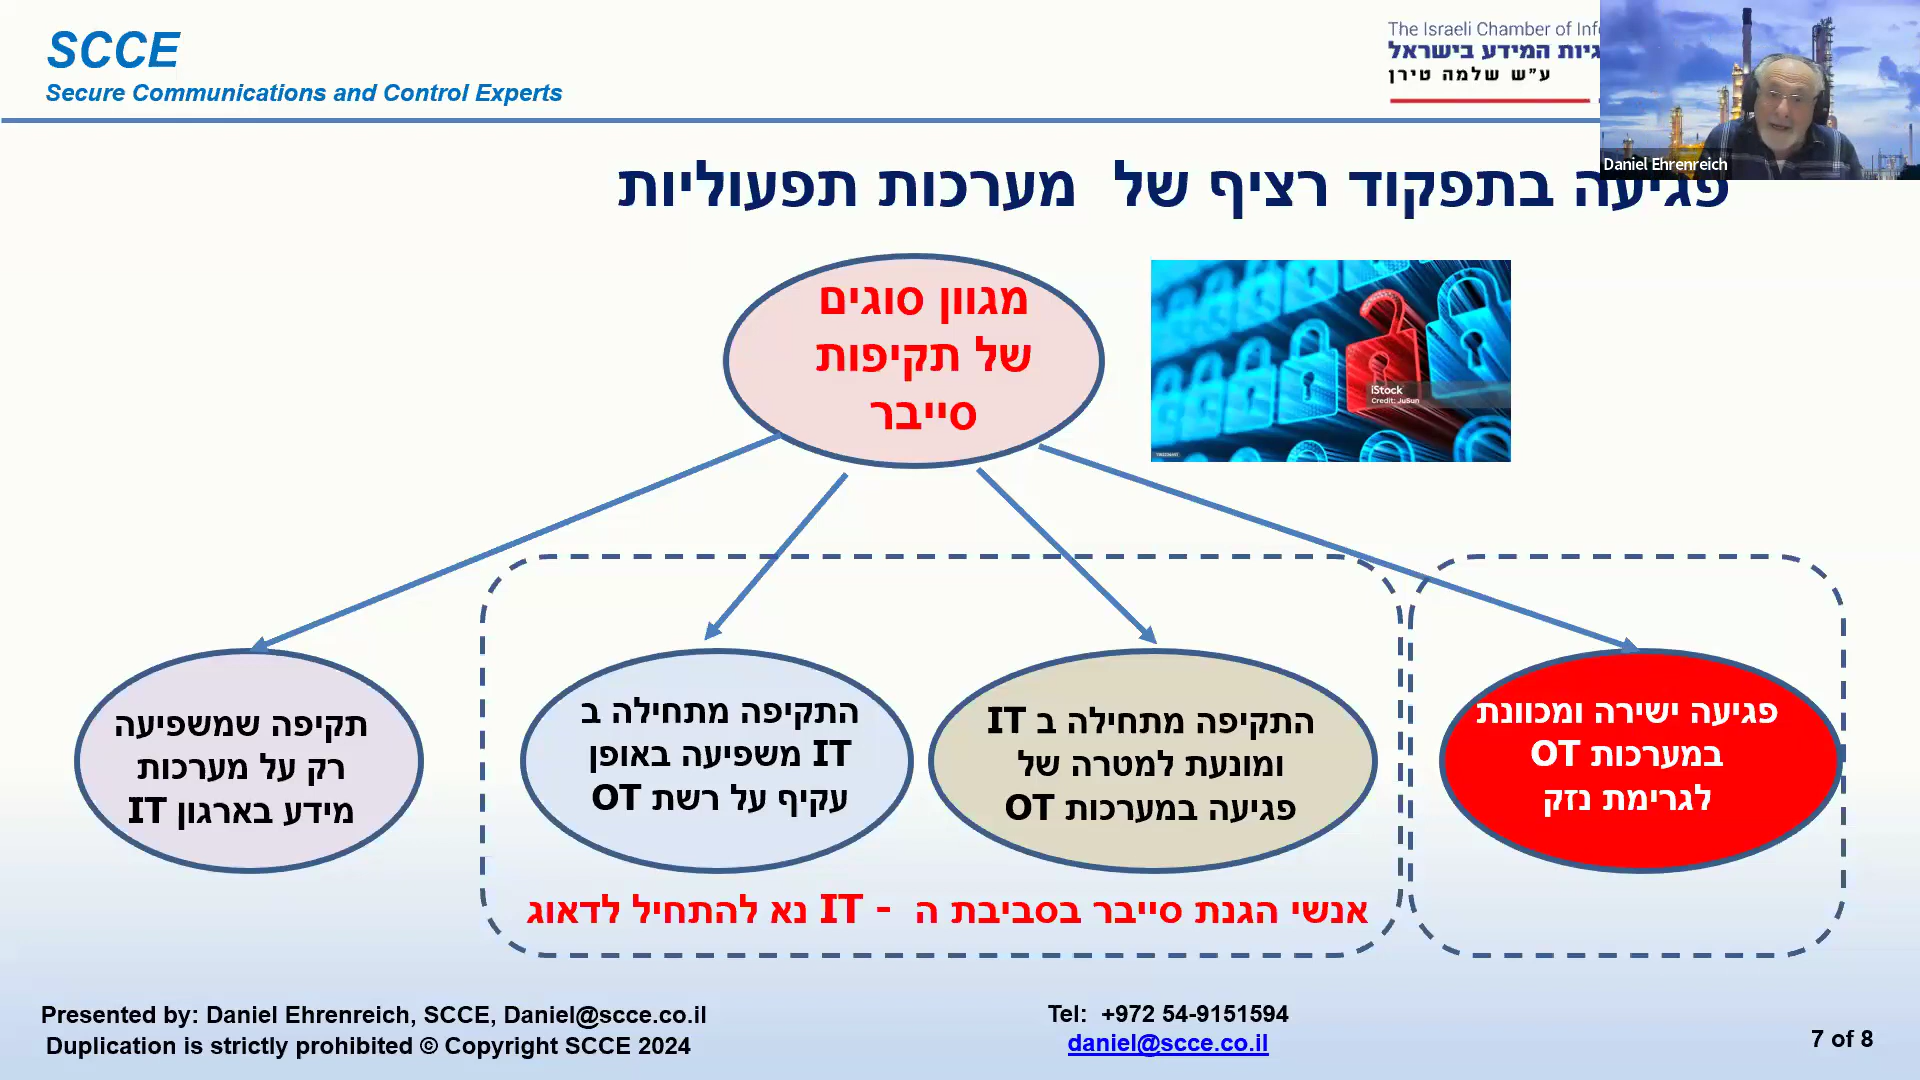 SCCE
Secure Communications and Control Experts
The Israeli Chamber of
גיות המידע בישראל
ע״ש שלמה טירן
Daniel Ehrenreich
פגיעה בתפקוד רציף של מערכות תפעוליות
מגוון סוגים
של תקיפות
סייבר
iStock
Credit: JuSun
תקיפה שמשפיעה
רק על מערכות
מידע בארגון IT
התקיפה מתחילה ב
IT משפיעה באופן
עקיף על רשת OT
התקיפה מתחילה ב IT
ומונעת למטרה של
פגיעה במערכות OT
פגיעה ישירה ומכוונת
במערכות OT
לגרימת נזק
אנשי הגנת סייבר בסביבת ה - IT נא להתחיל לדאוג
Presented by: Daniel Ehrenreich, SCCE, Daniel@scce.co.il
Duplication is strictly prohibited © Copyright SCCE 2024
Tel: +972 54-9151594
daniel@scce.co.il
7 of 8